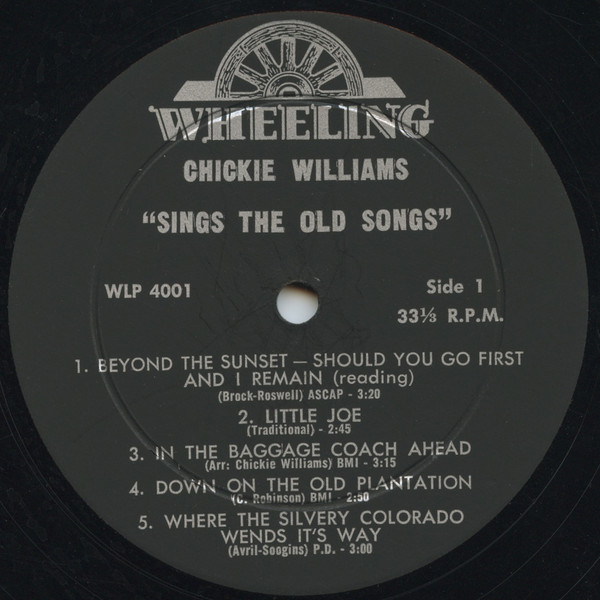 WHEELING
CHICKIE WILLIAMS
"SINGS THE OLD SONGS"
WLP 4001
Side 1
33⅓ R.P.M.
1. BEYOND THE SUNSET — SHOULD YOU GO FIRST
AND I REMAIN (reading)
(Brock-Roswell) ASCAP - 3:20
2. LITTLE JOE
(Traditional) - 2:45
3. IN THE BAGGAGE COACH AHEAD
(Arr: Chickie Williams) BMI - 3:15
4. DOWN ON THE OLD PLANTATION
(C. Robinson) BMI - 2:50
5. WHERE THE SILVERY COLORADO
WENDS IT'S WAY
(Avril-Soogins) P.D. - 3:00